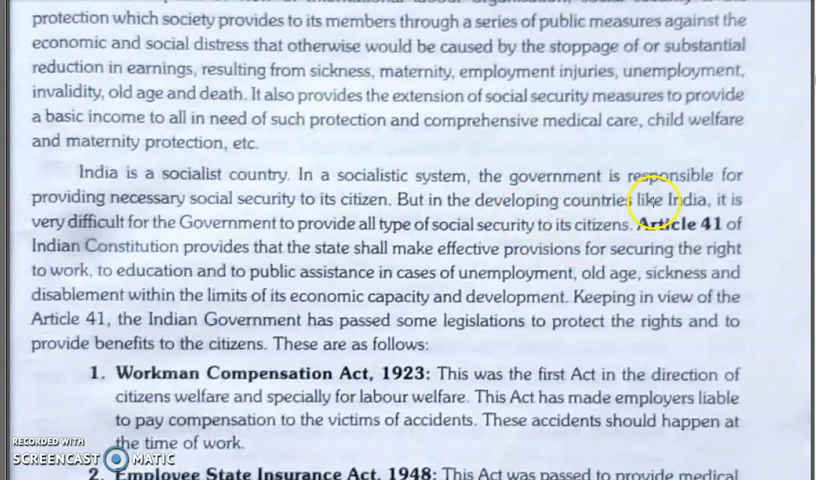 protection which society provides to its members through a series of public measures against the
economic and social distress that otherwise would be caused by the stoppage of or substantial
reduction in earnings, resulting from sickness, maternity, employment injuries, unemployment,
invalidity, old age and death. It also provides the extension of social security measures to provide
a basic income to all in need of such protection and comprehensive medical care, child welfare
and maternity protection, etc.
India is a socialist country. In a socialistic system, the government is responsible for
providing necessary social security to its citizen. But in the developing countries like India, it is
very difficult for the Government to provide all type of social security to its citizens. Article 41 of
Indian Constitution provides that the state shall make effective provisions for securing the right
to work, to education and to public assistance in cases of unemployment, old age, sickness and
disablement within the limits of its economic capacity and development. Keeping in view of the
Article 41, the Indian Government has passed some legislations to protect the rights and to
provide benefits to the citizens. These are as follows:
1. Workman Compensation Act, 1923: This was the first Act in the direction of
citizens welfare and specially for labour welfare. This Act has made employers liable
to pay compensation to the victims of accidents. These accidents should happen at
the time of work.
2. Employee State Insurance Act, 1948: This Act was passed to provide medical
RECORDED WITH
SCREENCAST MATIC